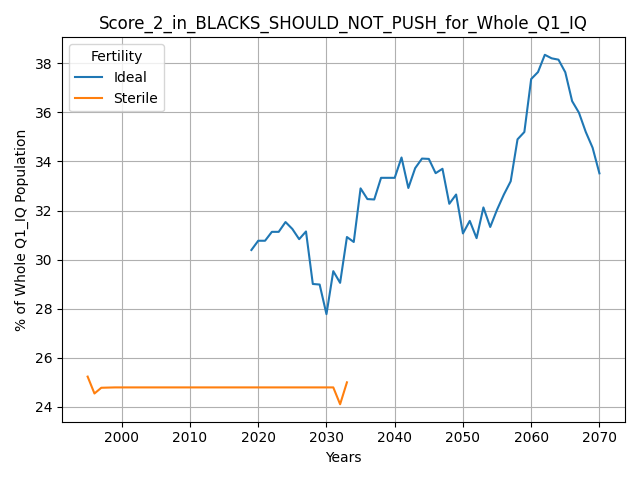 Score_2_in_BLACKS_SHOULD_NOT_PUSH_for_Whole_Q1_IQ
Fertility
Ideal
Sterile
% of Whole Q1_IQ Population
38
36
34
32
30
28
26
24
2000 2010 2020 2030 2040 2050 2060 2070
Years